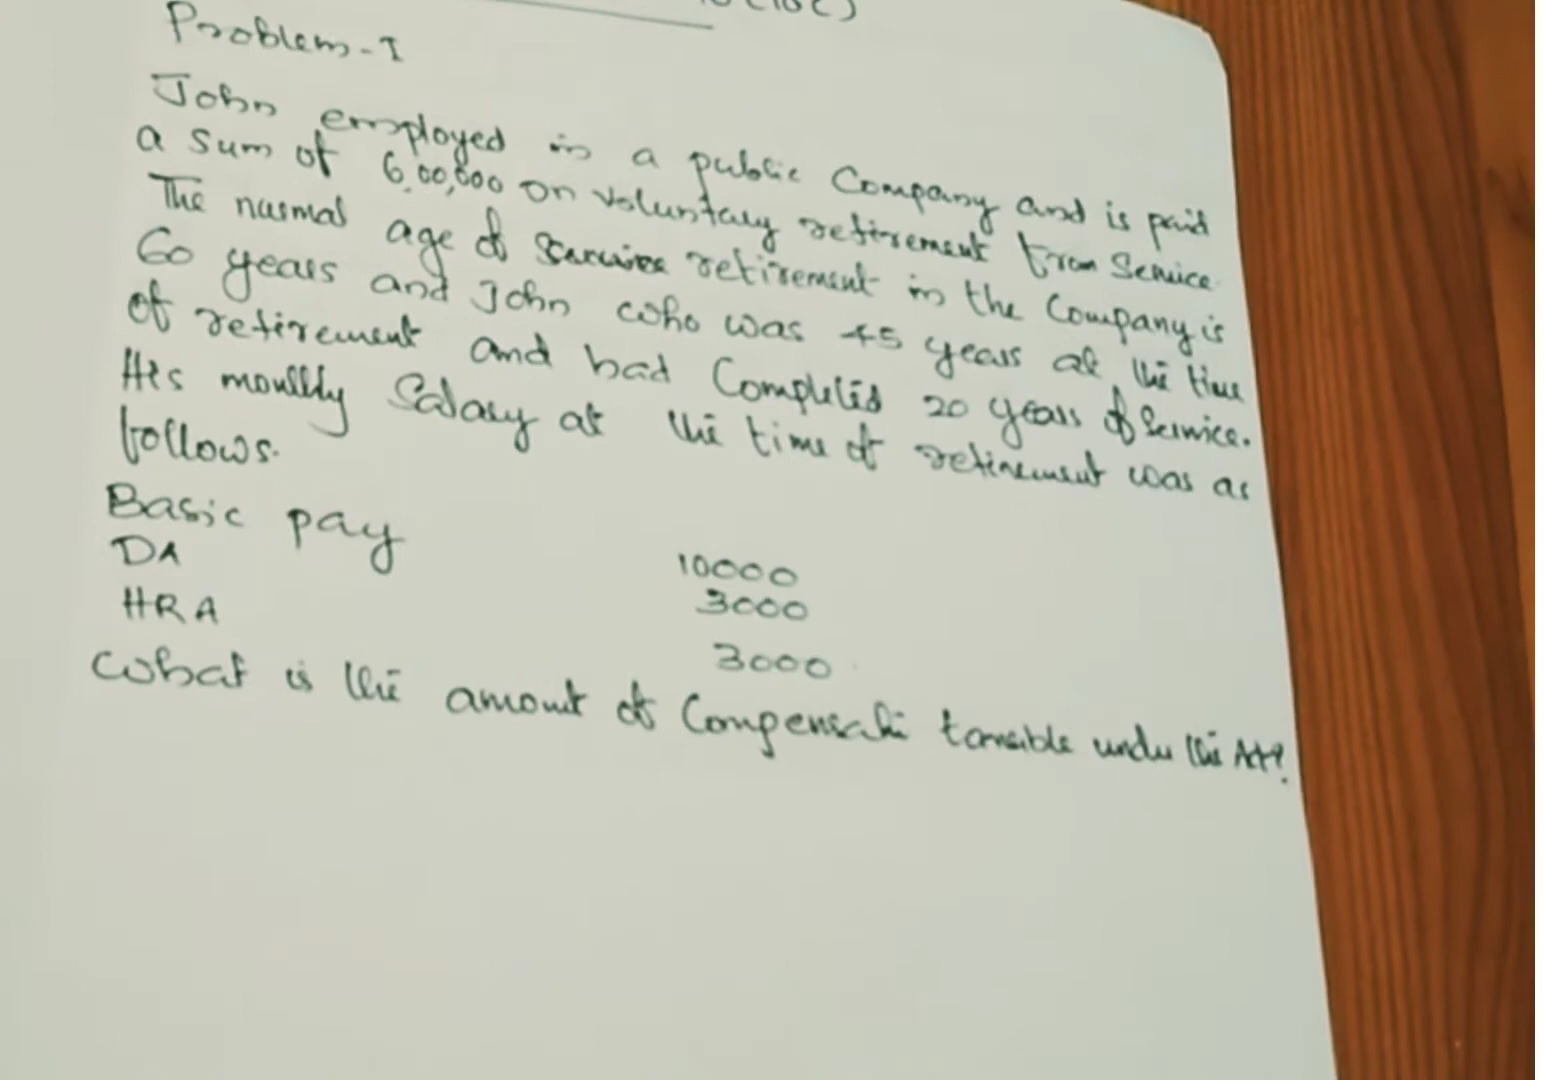 Problem-I
John employed in a public Company and is paid
a sum of 6,00,000 on voluntary retirement from Service
The nusmal age of retirement in the Company is
60 years and John who was 45 years at the time
of retirement and had Completed 20 years of Service.
His monthly Salary at the time of retirement was as
follows.
Basic pay 10000
DA 3000
HRA 3000
What is the amount of Compensati taxable under the Act?